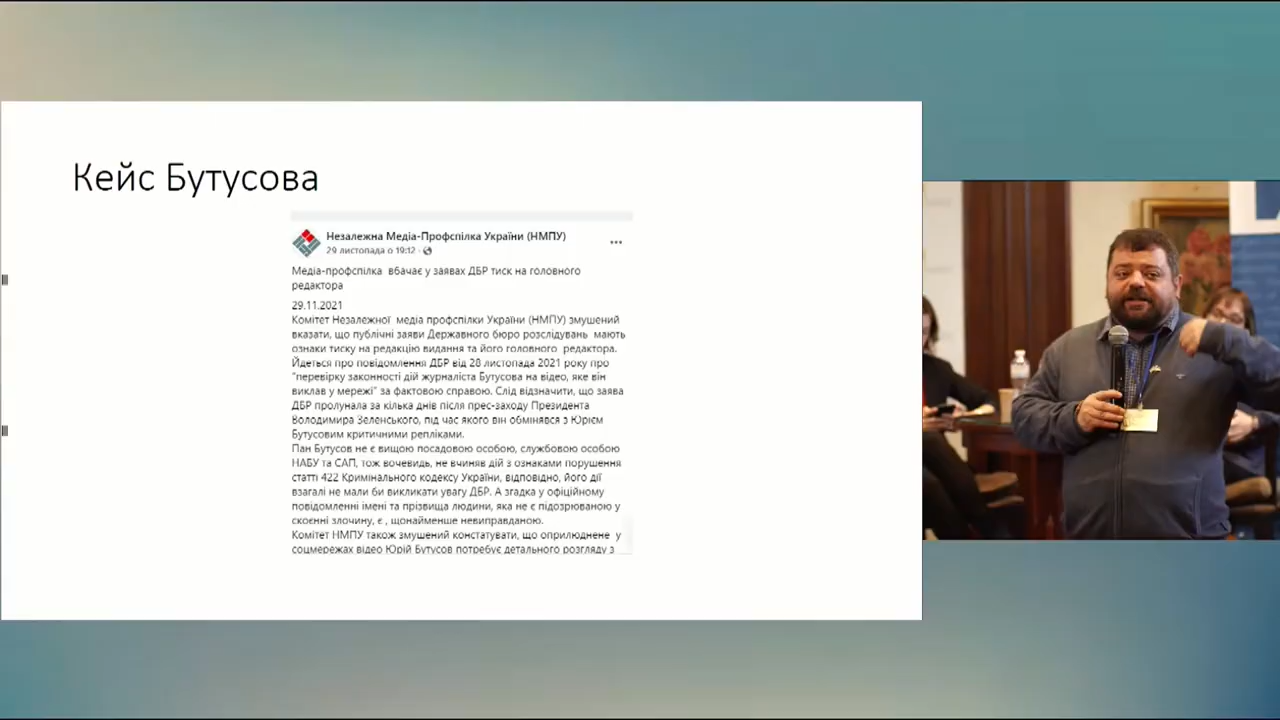 Кейс Бутусова
Незалежна Медіа-Профспілка України (НМПУ)
29 листопада о 19:12 ·
Медіа-профспілка вбачає у заявах ДБР тиск на головного
редактора
29.11.2021
Комітет Незалежної медіа профспілки України (НМПУ) змушений
вказати, що публічні заяви Державного бюро розслідувань мають
ознаки тиску на редакцію видання та його головного редактора.
Йдеться про повідомлення ДБР від 28 листопада 2021 року про
"перевірку законності дій журналіста Бутусова на відео, яке він
виклав у мережі" за фактовою справою. Слід відзначити, що заява
ДБР пролунала за кілька днів після прес-заходу Президента
Володимира Зеленського, під час якого він обмінявся з Юрієм
Бутусовим критичними репліками.
Пан Бутусов не є вищою посадовою особою, службовою особою
НАБУ та САП, тож вочевидь, не вчиняв дій з ознаками порушення
статті 422 Кримінального кодексу України, відповідно, його дії
взагалі не мали би викликати увагу ДБР. А згадка у офіційному
повідомленні імені та прізвища людини, яка не є підозрюваною у
скоєнні злочину, є , щонайменше невиправданою.
Комітет НМПУ також змушений констатувати, що оприлюднене у
соцмережах відео Юрій Бутусов потребує детального розгляду з